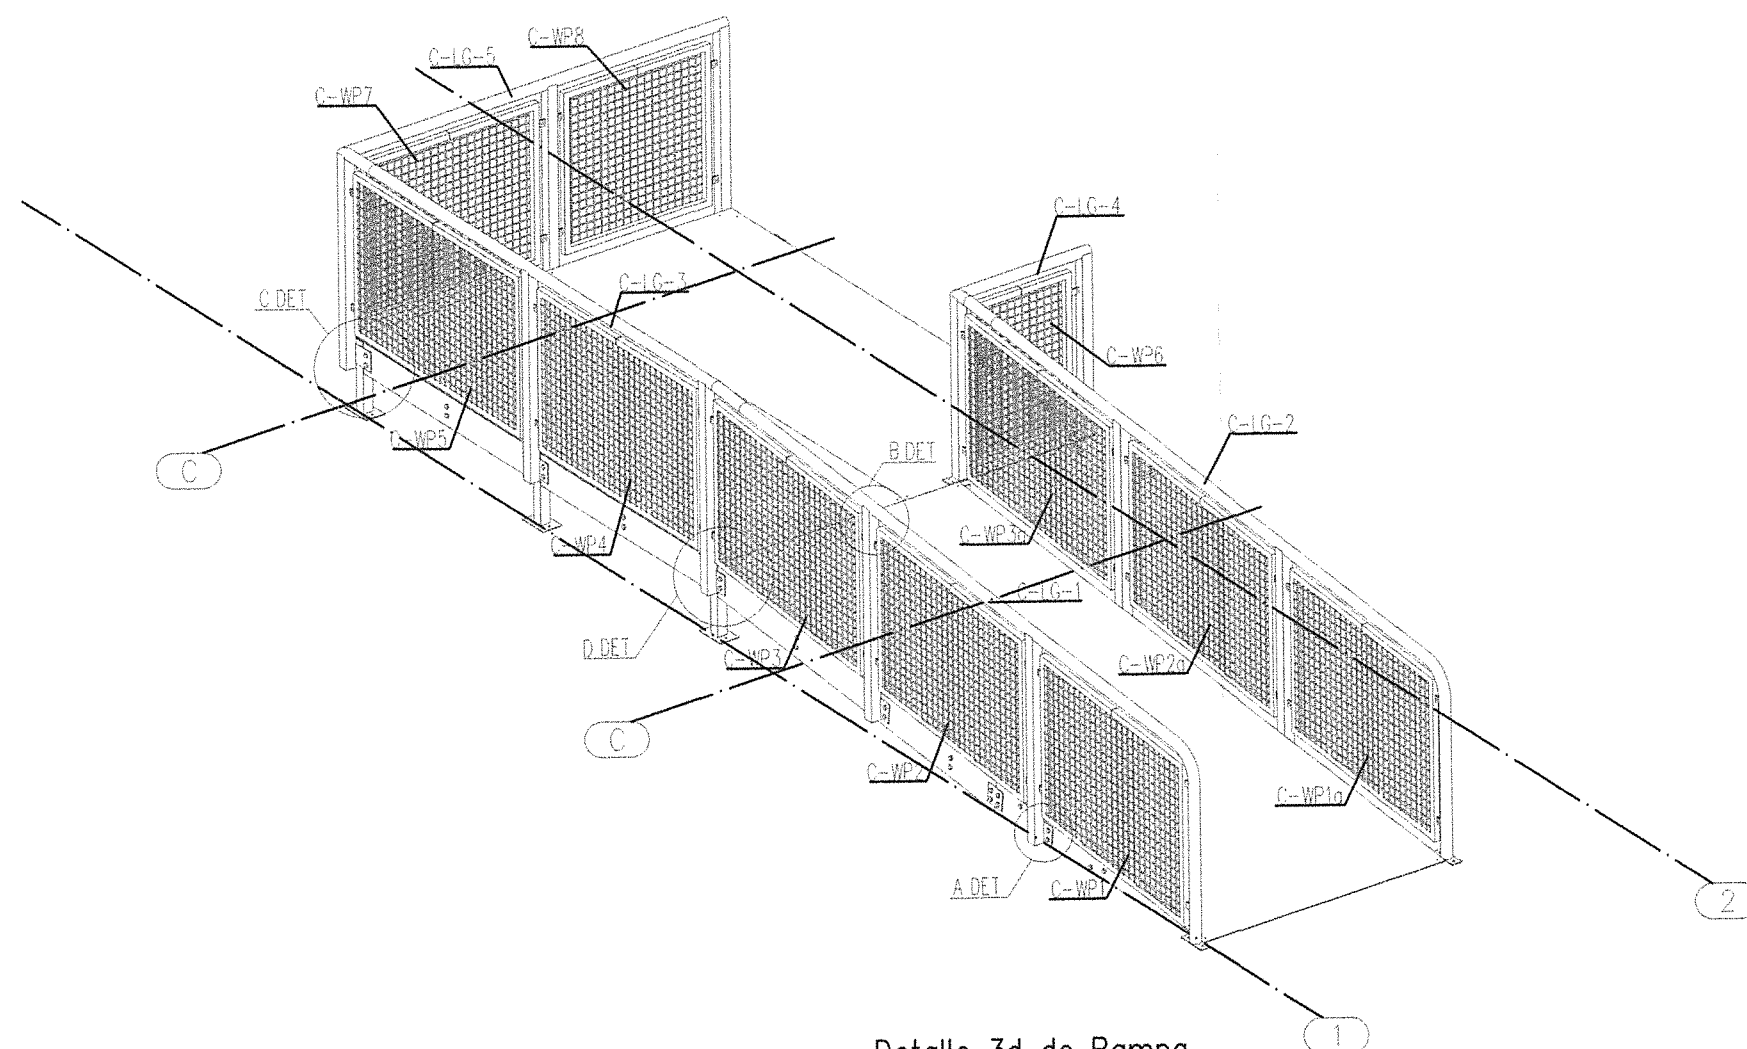 C-WP8
C-LG-5
C-WP7
C-LG-4
C-LG-3
C DET
C-WP6
C-LG-2
C-WP5
B DET
C
C-WP4
C-WP3a
C-LG-1
D DET
C-WP3
C-WP2a
C
C-WP2
C-WP1a
A DET
C-WP1
2
1
Detalle 3d de Rampa